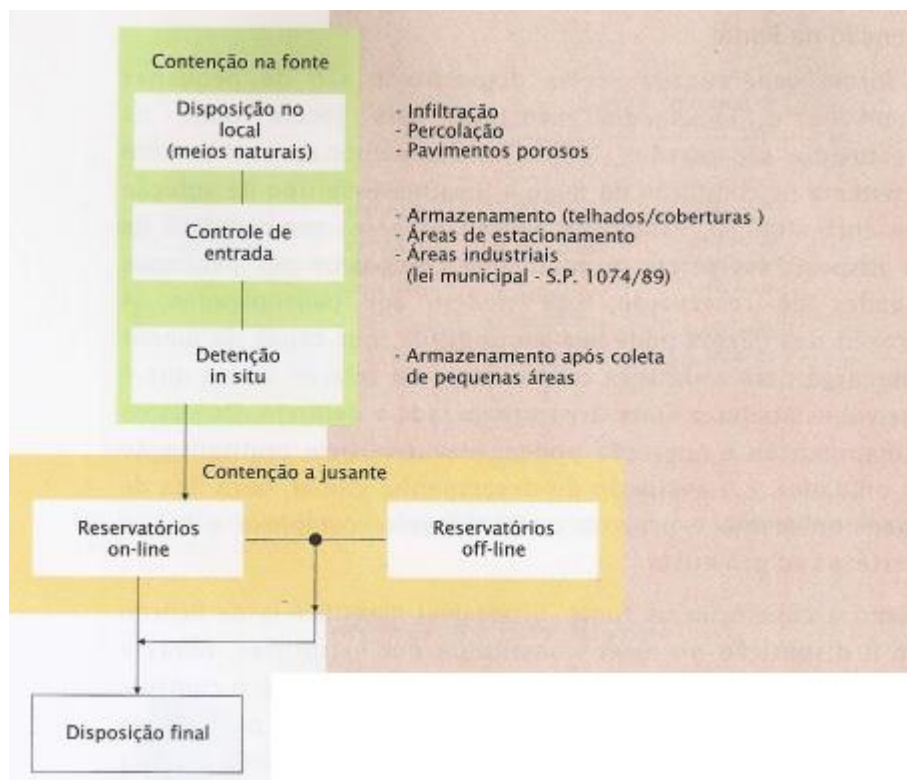 Contenção na fonte
Disposição no
local
(meios naturais)
- Infiltração
- Percolação
- Pavimentos porosos
Controle de
entrada
- Armazenamento (telhados/coberturas )
- Áreas de estacionamento
- Áreas industriais
(lei municipal - S.P. 1074/89)
Detenção
in situ
- Armazenamento após coleta
de pequenas áreas
Contenção a jusante
Reservatórios
on-line
Reservatórios
off-line
Disposição final